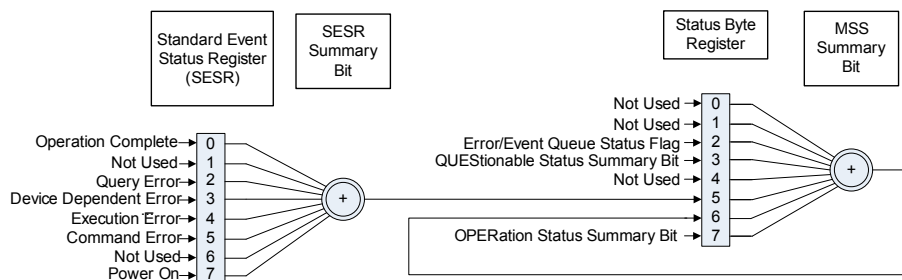 Standard Event
Status Register
(SESR)
SESR
Summary
Bit
Status Byte
Register
MSS
Summary
Bit
Operation Complete
Not Used
Query Error
Device Dependent Error
Execution Error
Command Error
Not Used
Power On
0
1
2
3
4
5
6
7
+
Not Used
Not Used
Error/Event Queue Status Flag
QUEStionable Status Summary Bit
Not Used
OPERation Status Summary Bit
0
1
2
3
4
5
6
7
+